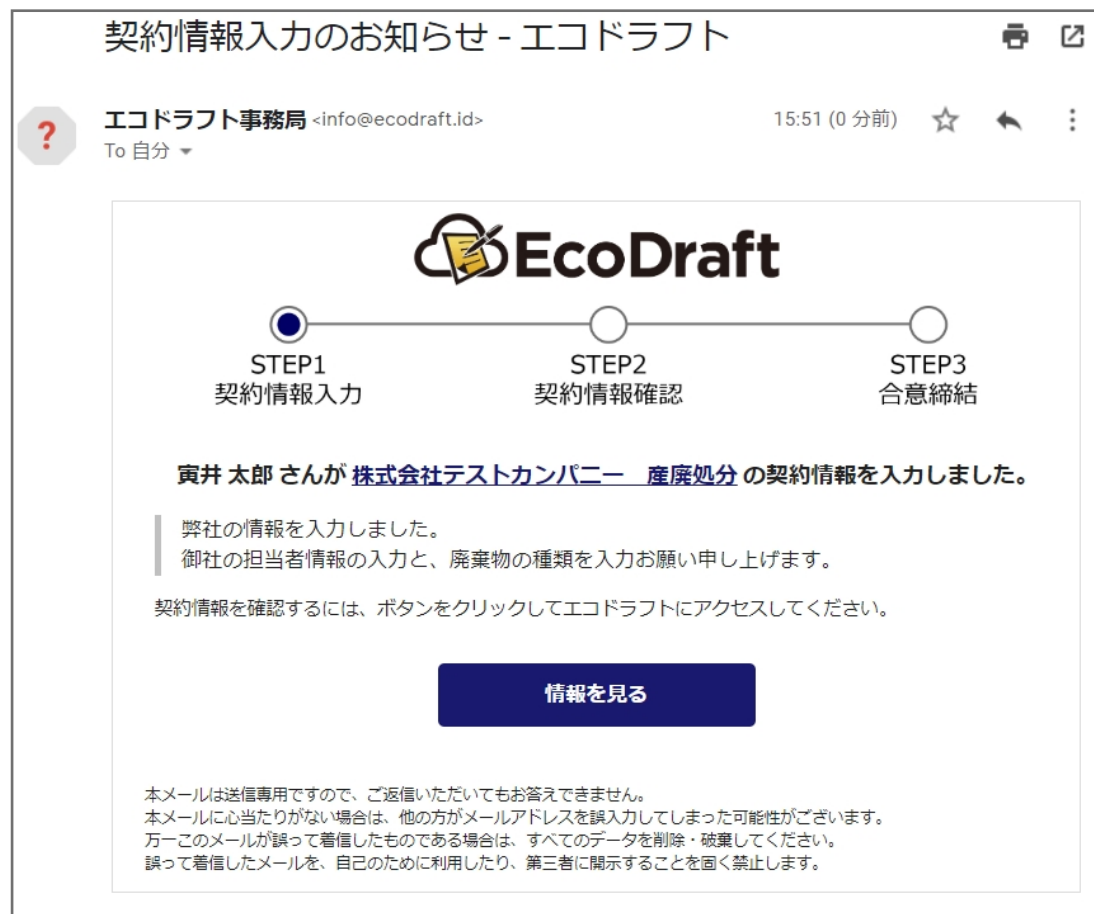 契約情報入力のお知らせ - エコドラフト
エコドラフト事務局 <info@ecodraft.id>
15:51 (0 分前)
?
To 自分
EcoDraft
STEP1
契約情報入力
STEP2
契約情報確認
STEP3
合意締結
寅井 太郎 さんが 株式会社テストカンパニー　産廃処分 の契約情報を入力しました。
弊社の情報を入力しました。
御社の担当者情報の入力と、廃棄物の種類を入力お願い申し上げます。
契約情報を確認するには、ボタンをクリックしてエコドラフトにアクセスしてください。
情報を見る
本メールは送信専用ですので、ご返信いただいてもお答えできません。
本メールに心当たりがない場合は、他の方がメールアドレスを誤入力してしまった可能性がございます。
万一このメールが誤って着信したものである場合は、すべてのデータを削除・破棄してください。
誤って着信したメールを、自己のために利用したり、第三者に開示することを固く禁止します。